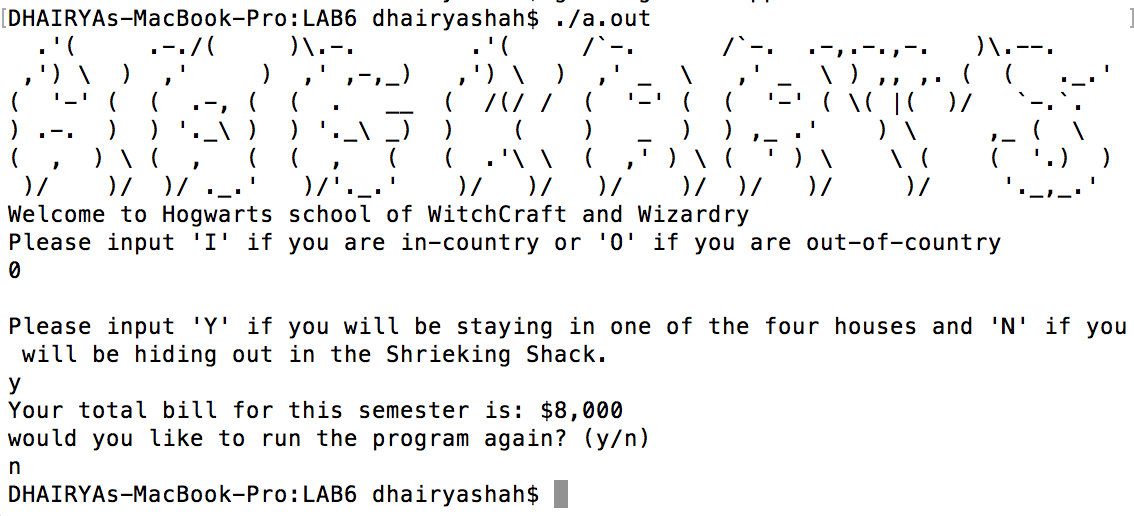 DHAIRYAs-MacBook-Pro:LAB6 dhairyashah$ ./a.out
HOGWARTS
Welcome to Hogwarts school of WitchCraft and Wizardry
Please input 'I' if you are in-country or 'O' if you are out-of-country
0
Please input 'Y' if you will be staying in one of the four houses and 'N' if you
will be hiding out in the Shrieking Shack.
y
Your total bill for this semester is: $8,000
would you like to run the program again? (y/n)
n
DHAIRYAs-MacBook-Pro:LAB6 dhairyashah$